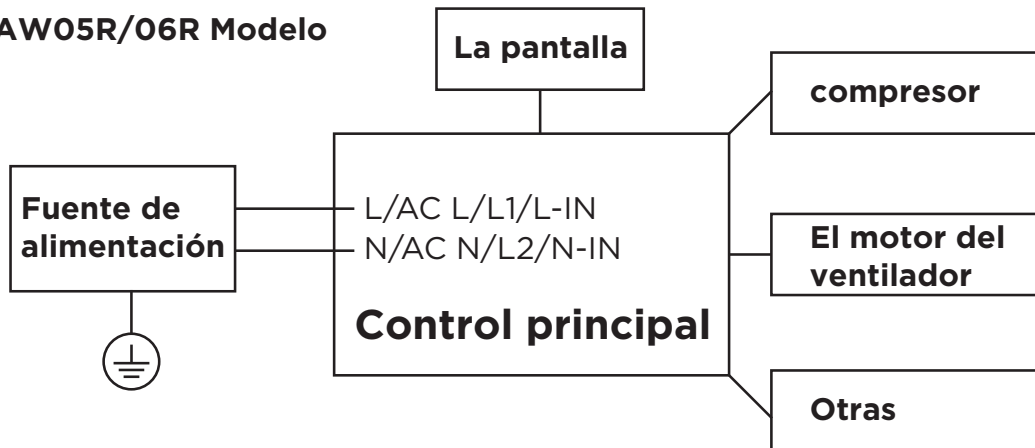 AW05R/06R Modelo
La pantalla
compresor
Fuente de
alimentación
L/AC L/L1/L-IN
N/AC N/L2/N-IN
Control principal
El motor del
ventilador
Otras